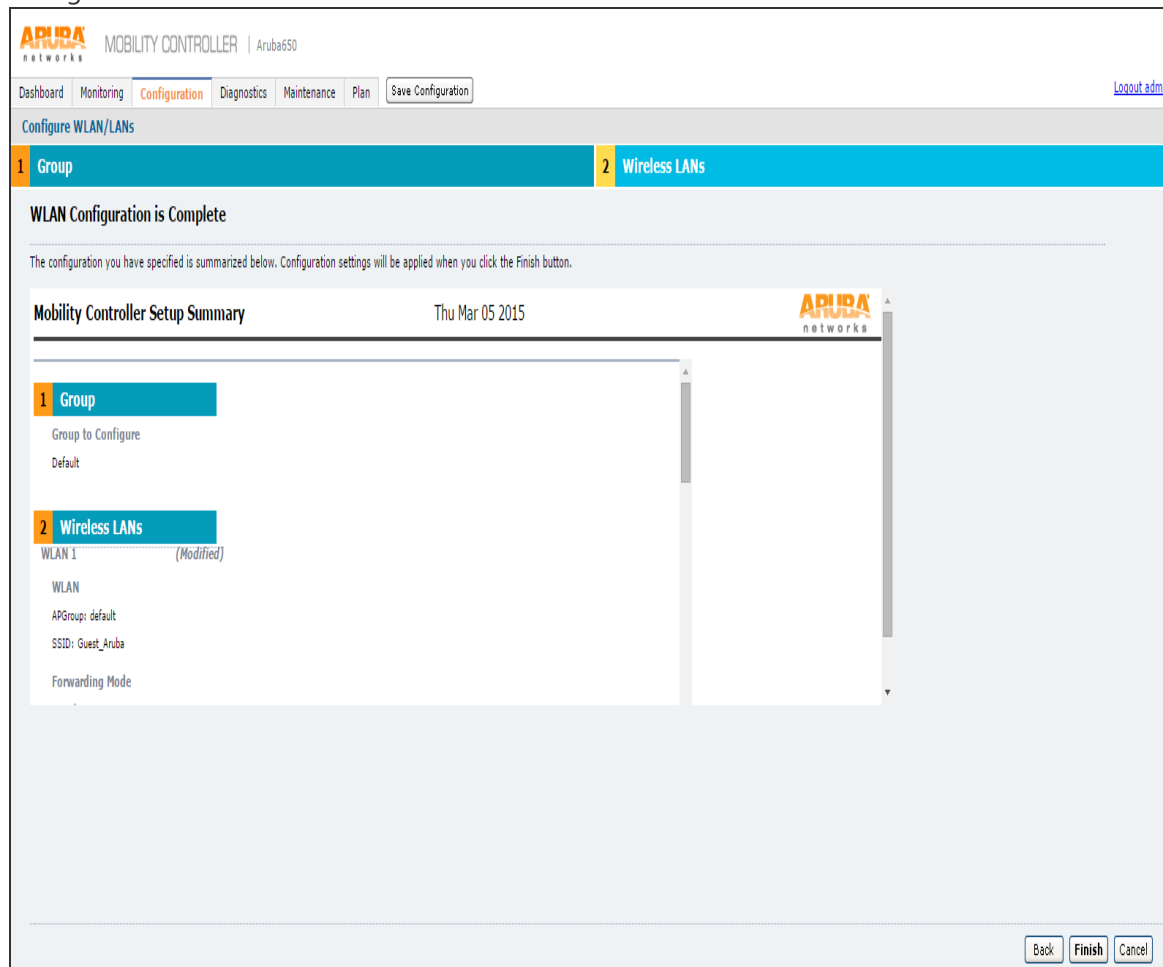 ARUBA networks MOBILITY CONTROLLER | Aruba650
Dashboard Monitoring Configuration Diagnostics Maintenance Plan Save Configuration Logout adm
Configure WLAN/LANs
1 Group 2 Wireless LANs
WLAN Configuration is Complete
The configuration you have specified is summarized below. Configuration settings will be applied when you click the Finish button.
Mobility Controller Setup Summary Thu Mar 05 2015 ARUBA networks
1 Group
Group to Configure
Default
2 Wireless LANs
WLAN 1 (Modified)
WLAN
APGroup: default
SSID: Guest_Aruba
Forwarding Mode
Back Finish Cancel